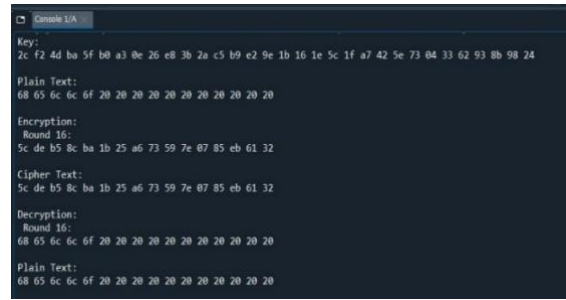 Console 1/A
Key:
2c f2 4d ba 5f b0 a3 0e 26 e8 3b 2a c5 b9 e2 9e 1b 16 1e 5c 1f a7 42 5e 73 04 33 62 93 8b 98 24
Plain Text:
68 65 6c 6c 6f 20 20 20 20 20 20 20 20 20 20 20
Encryption:
Round 16:
5c de b5 8c ba 1b 25 a6 73 59 7e 07 85 eb 61 32
Cipher Text:
5c de b5 8c ba 1b 25 a6 73 59 7e 07 85 eb 61 32
Decryption:
Round 16:
68 65 6c 6c 6f 20 20 20 20 20 20 20 20 20 20 20
Plain Text:
68 65 6c 6c 6f 20 20 20 20 20 20 20 20 20 20 20